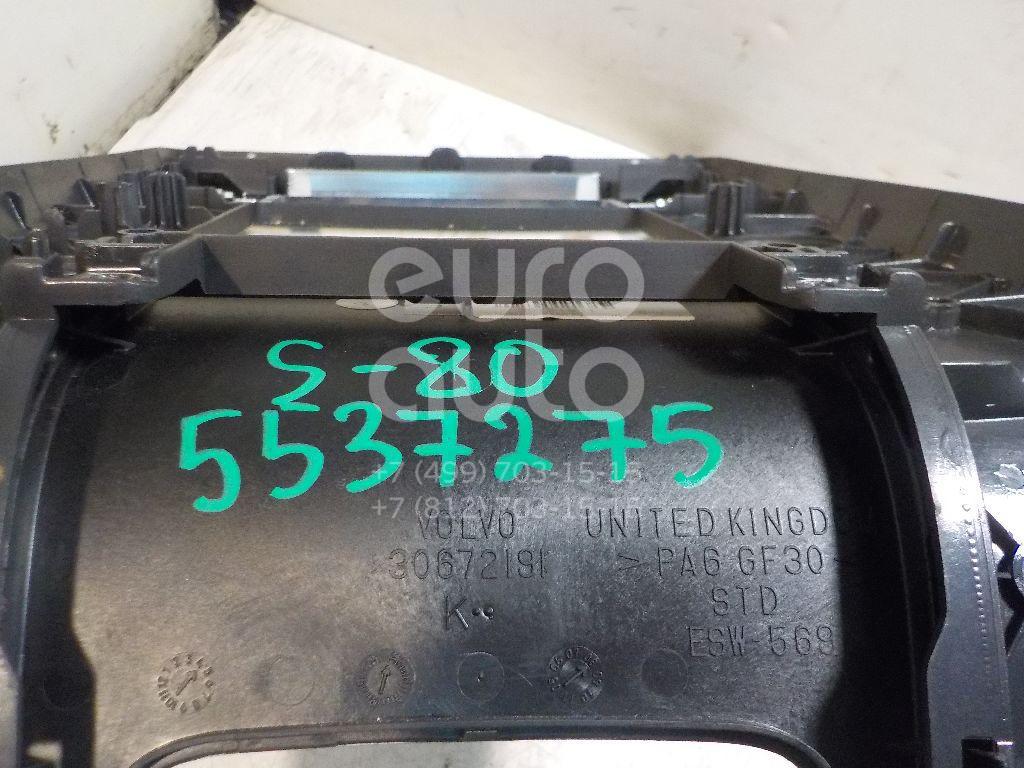 euro
auto
S-80
5537275
+7 (499) 703-15-15
+7 (812) 703-15-15
VOLVO UNITED KINGD
30672191 >PA6 GF30<
K STD
ESW-569